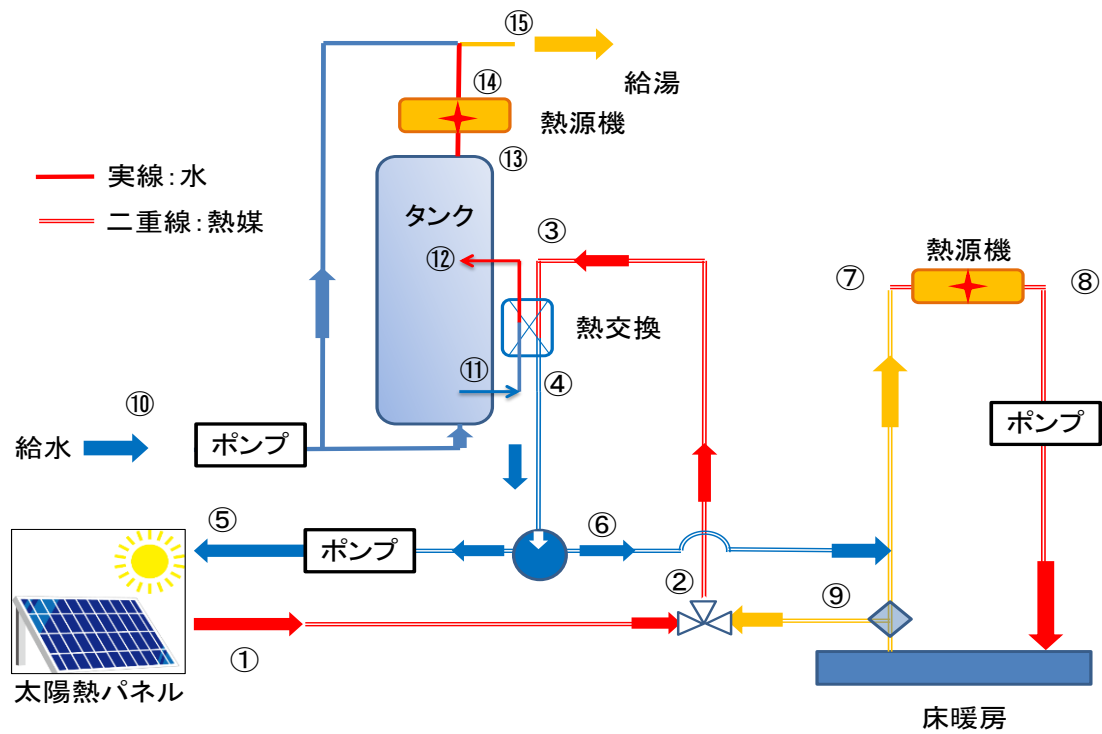 ⑮
給湯
⑭
熱源機
⑬
実線：水
二重線：熱媒
タンク
③
⑫
熱源機
⑦
⑧
熱交換
⑪
④
⑩
給水
ポンプ
ポンプ
⑤
ポンプ
⑥
②
⑨
①
太陽熱パネル
床暖房